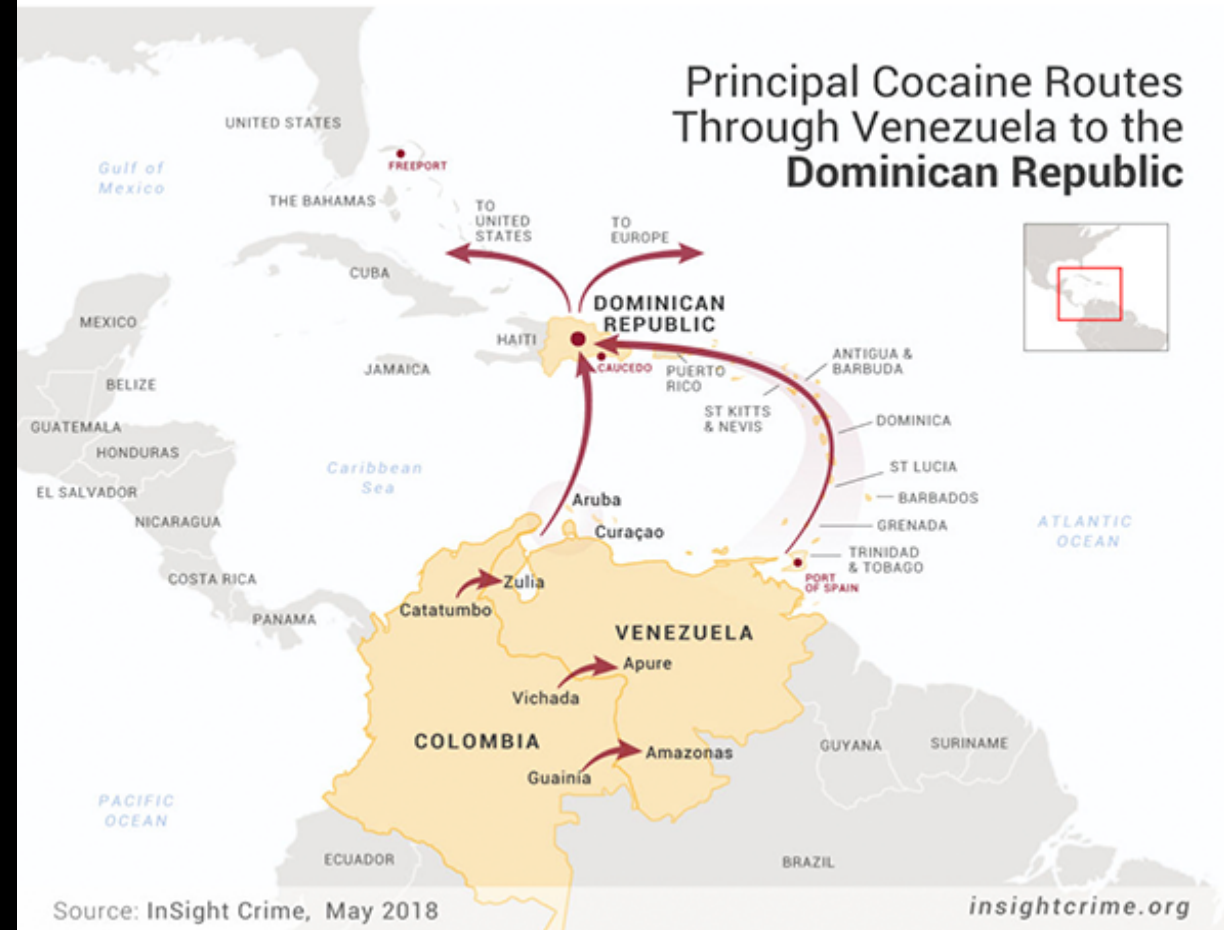 Principal Cocaine Routes
Through Venezuela to the
Dominican Republic
UNITED STATES
Gulf of
Mexico
FREEPORT
THE BAHAMAS
TO
UNITED
STATES
TO
EUROPE
CUBA
DOMINICAN
REPUBLIC
MEXICO
HAITI
JAMAICA
CAUCEDO
PUERTO
RICO
ANTIGUA &
BARBUDA
BELIZE
ST KITTS
& NEVIS
DOMINICA
GUATEMALA
HONDURAS
Caribbean
Sea
ST LUCIA
EL SALVADOR
BARBADOS
Aruba
NICARAGUA
Curaçao
GRENADA
ATLANTIC
OCEAN
TRINIDAD
& TOBAGO
COSTA RICA
Zulia
PORT
OF SPAIN
Catatumbo
PANAMA
VENEZUELA
Apure
Vichada
COLOMBIA
Amazonas
GUYANA
SURINAME
Guainía
PACIFIC
OCEAN
ECUADOR
BRAZIL
Source: InSight Crime, May 2018
insightcrime.org